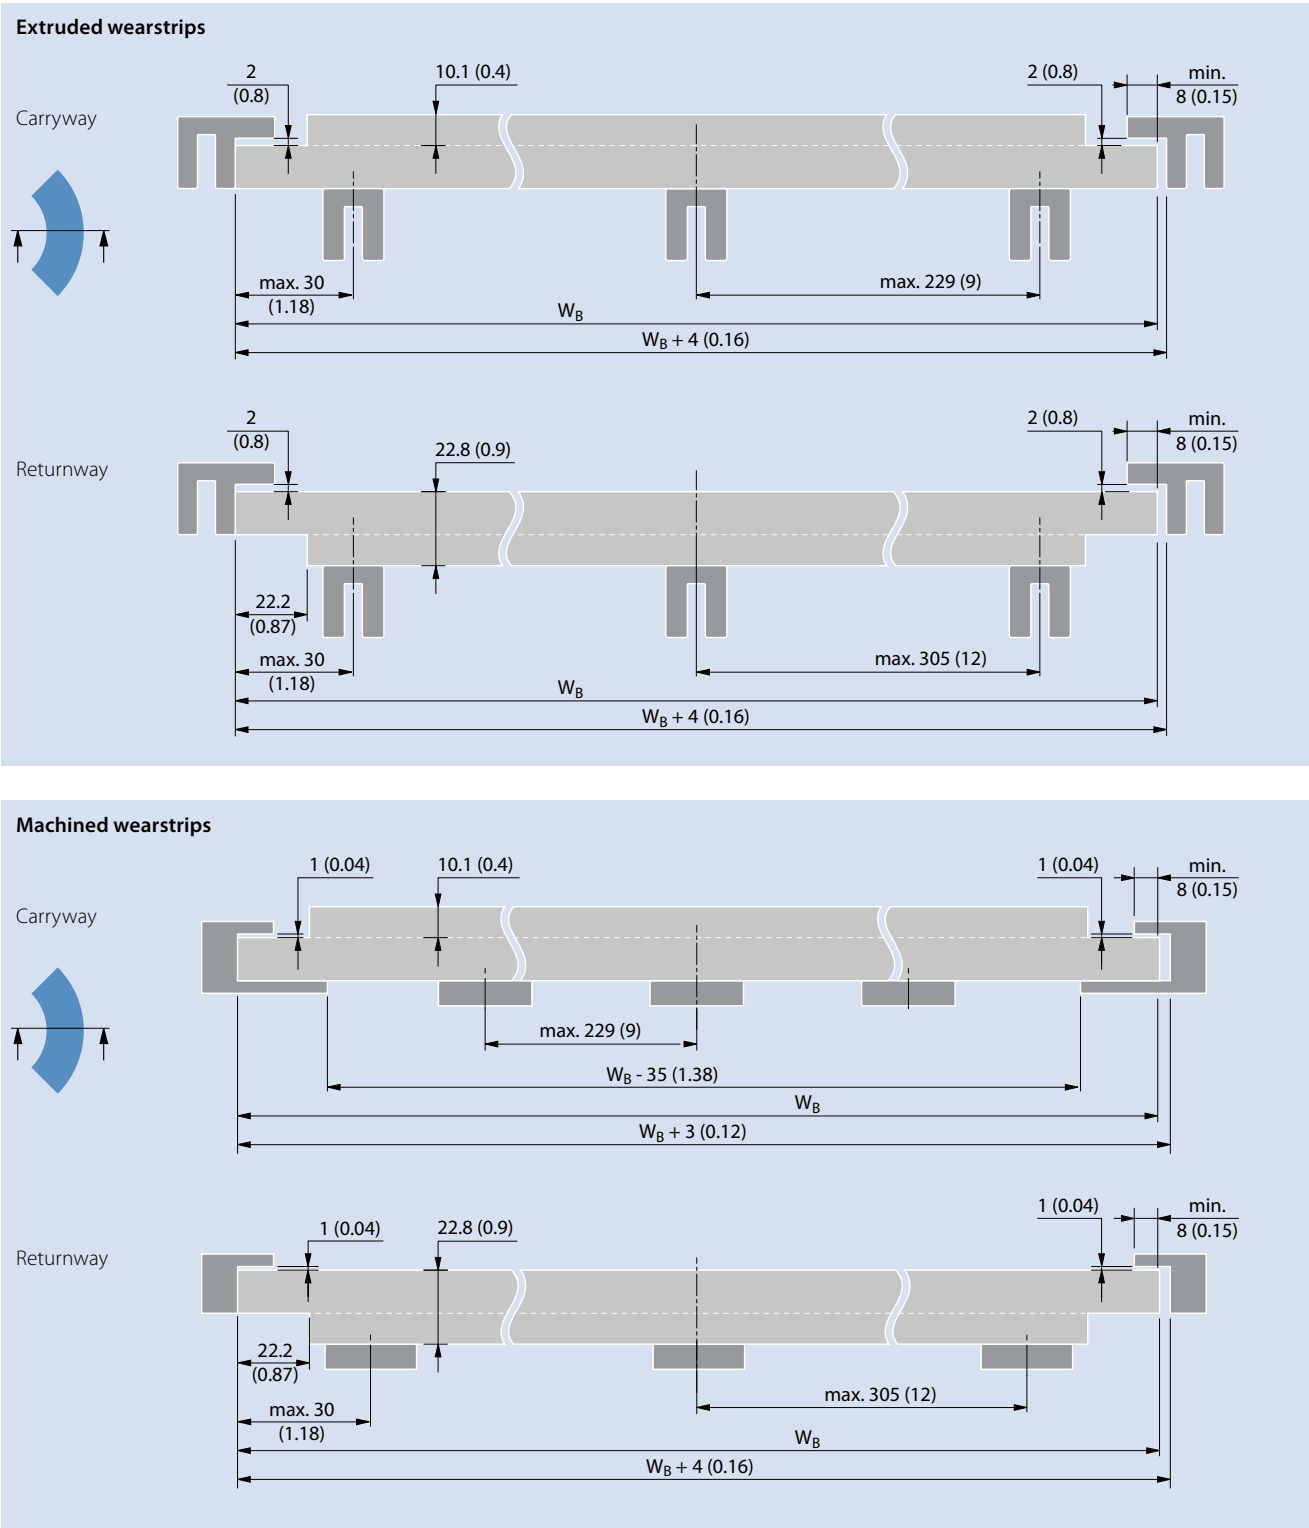 Extruded wearstrips
2
(0.8)
10.1 (0.4)
2 (0.8)
min.
8 (0.15)
Carryway
max. 30
(1.18)
max. 229 (9)
WB
WB + 4 (0.16)
2
(0.8)
22.8 (0.9)
2 (0.8)
min.
8 (0.15)
Returnway
22.2
(0.87)
max. 30
(1.18)
max. 305 (12)
WB
WB + 4 (0.16)
Machined wearstrips
1 (0.04)
10.1 (0.4)
1 (0.04)
min.
8 (0.15)
Carryway
max. 229 (9)
WB - 35 (1.38)
WB
WB + 3 (0.12)
1 (0.04)
22.8 (0.9)
1 (0.04)
min.
8 (0.15)
Returnway
22.2
(0.87)
max. 30
(1.18)
max. 305 (12)
WB
WB + 4 (0.16)